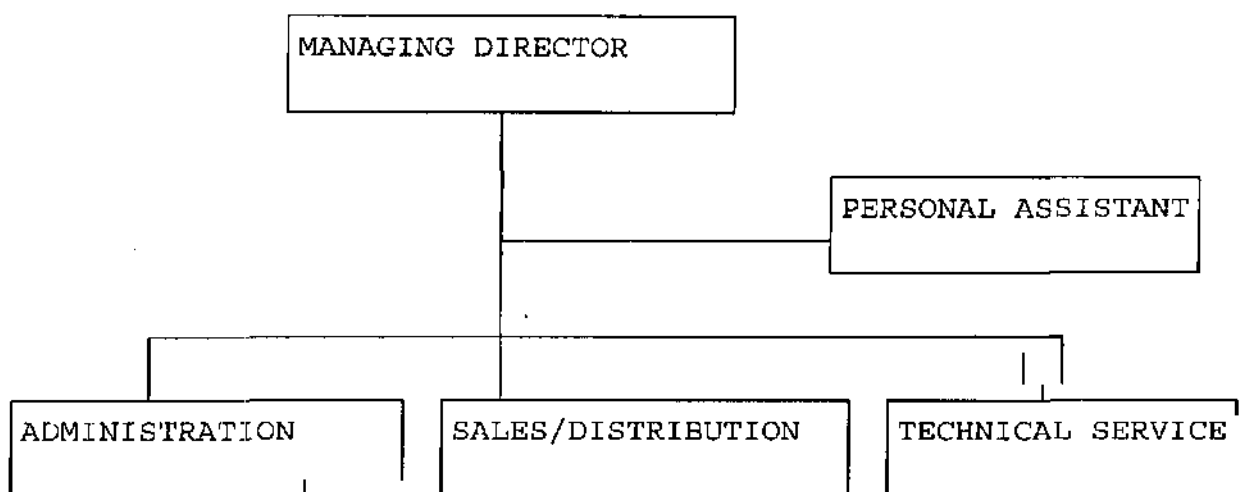 MANAGING DIRECTOR
PERSONAL ASSISTANT
ADMINISTRATION
SALES/DISTRIBUTION
TECHNICAL SERVICE